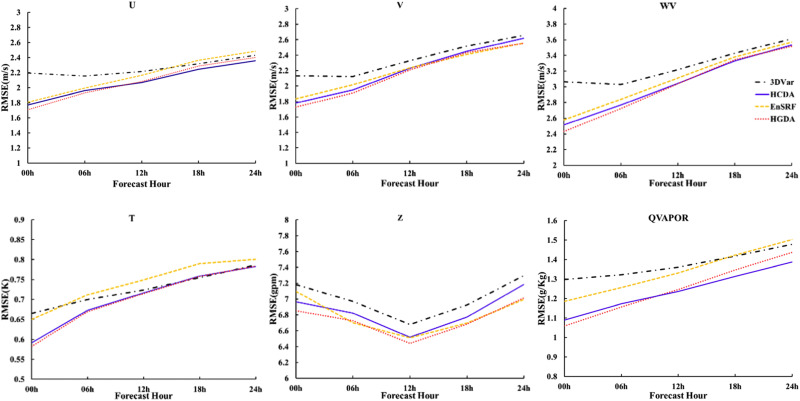 U
RMSE(m/s)
3
2.8
2.6
2.4
2.2
2
1.8
1.6
1.4
1.2
1
00h 06h 12h 18h 24h
Forecast Hour
V
RMSE(m/s)
3
2.8
2.6
2.4
2.2
2
1.8
1.6
1.4
1.2
1
00h 06h 12h 18h 24h
Forecast Hour
WV
RMSE(m/s)
4
3.8
3.6
3.4
3.2
3
2.8
2.6
2.4
2.2
2
00h 06h 12h 18h 24h
Forecast Hour
3DVar
HCDA
EnSRF
HGDA
T
RMSE(K)
0.9
0.85
0.8
0.75
0.7
0.65
0.6
0.55
0.5
00h 06h 12h 18h 24h
Forecast Hour
Z
RMSE(gpm)
8
7.8
7.6
7.4
7.2
7
6.8
6.6
6.4
6.2
6
00h 06h 12h 18h 24h
Forecast Hour
QVAPOR
RMSE(g/Kg)
1.6
1.5
1.4
1.3
1.2
1.1
1
0.9
0.8
00h 06h 12h 18h 24h
Forecast Hour